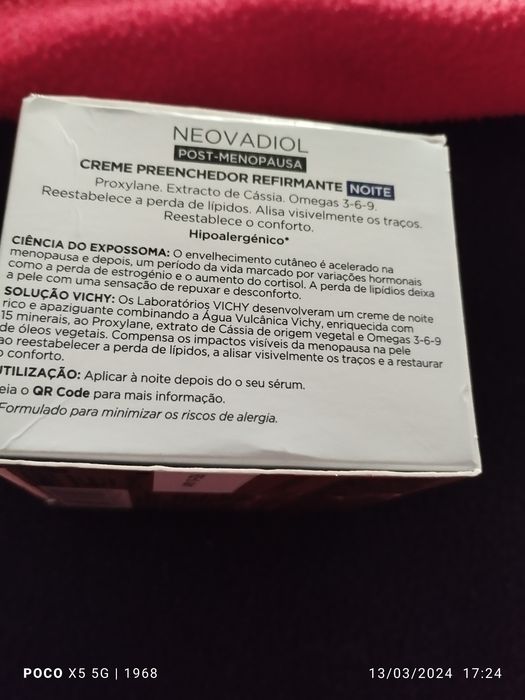 NEOVADIOL
POST-MENOPAUSA
CREME PREENCHEDOR REFIRMANTE NOITE
Proxylane. Extracto de Cássia. Omegas 3-6-9.
Reestabelece a perda de lípidos. Alisa visivelmente os traços.
Reestablece o conforto.
Hipoalergénico*
CIÊNCIA DO EXPOSSOMA: O envelhecimento cutâneo é acelerado na
menopausa e depois, um período da vida marcado por variações hormonais
como a perda de estrogénio e o aumento do cortisol. A perda de lipídios deixa
a pele com uma sensação de repuxar e desconforto.
SOLUÇÃO VICHY: Os Laboratórios VICHY desenvolveram um creme de noite
rico e apaziguante combinando a Água Vulcânica Vichy, enriquecida com
15 minerais, ao Proxylane, extrato de Cássia de origem vegetal e Omegas 3-6-9
de óleos vegetais. Compensa os impactos visíveis da menopausa na pele
ao reestabelecer a perda de lípidos, a alisar visivelmente os traços e a restaurar
o conforto.
UTILIZAÇÃO: Aplicar à noite depois do o seu sérum.
eia o QR Code para mais informação.
Formulado para minimizar os riscos de alergia.
POCO X5 5G | 1968
13/03/2024 17:24